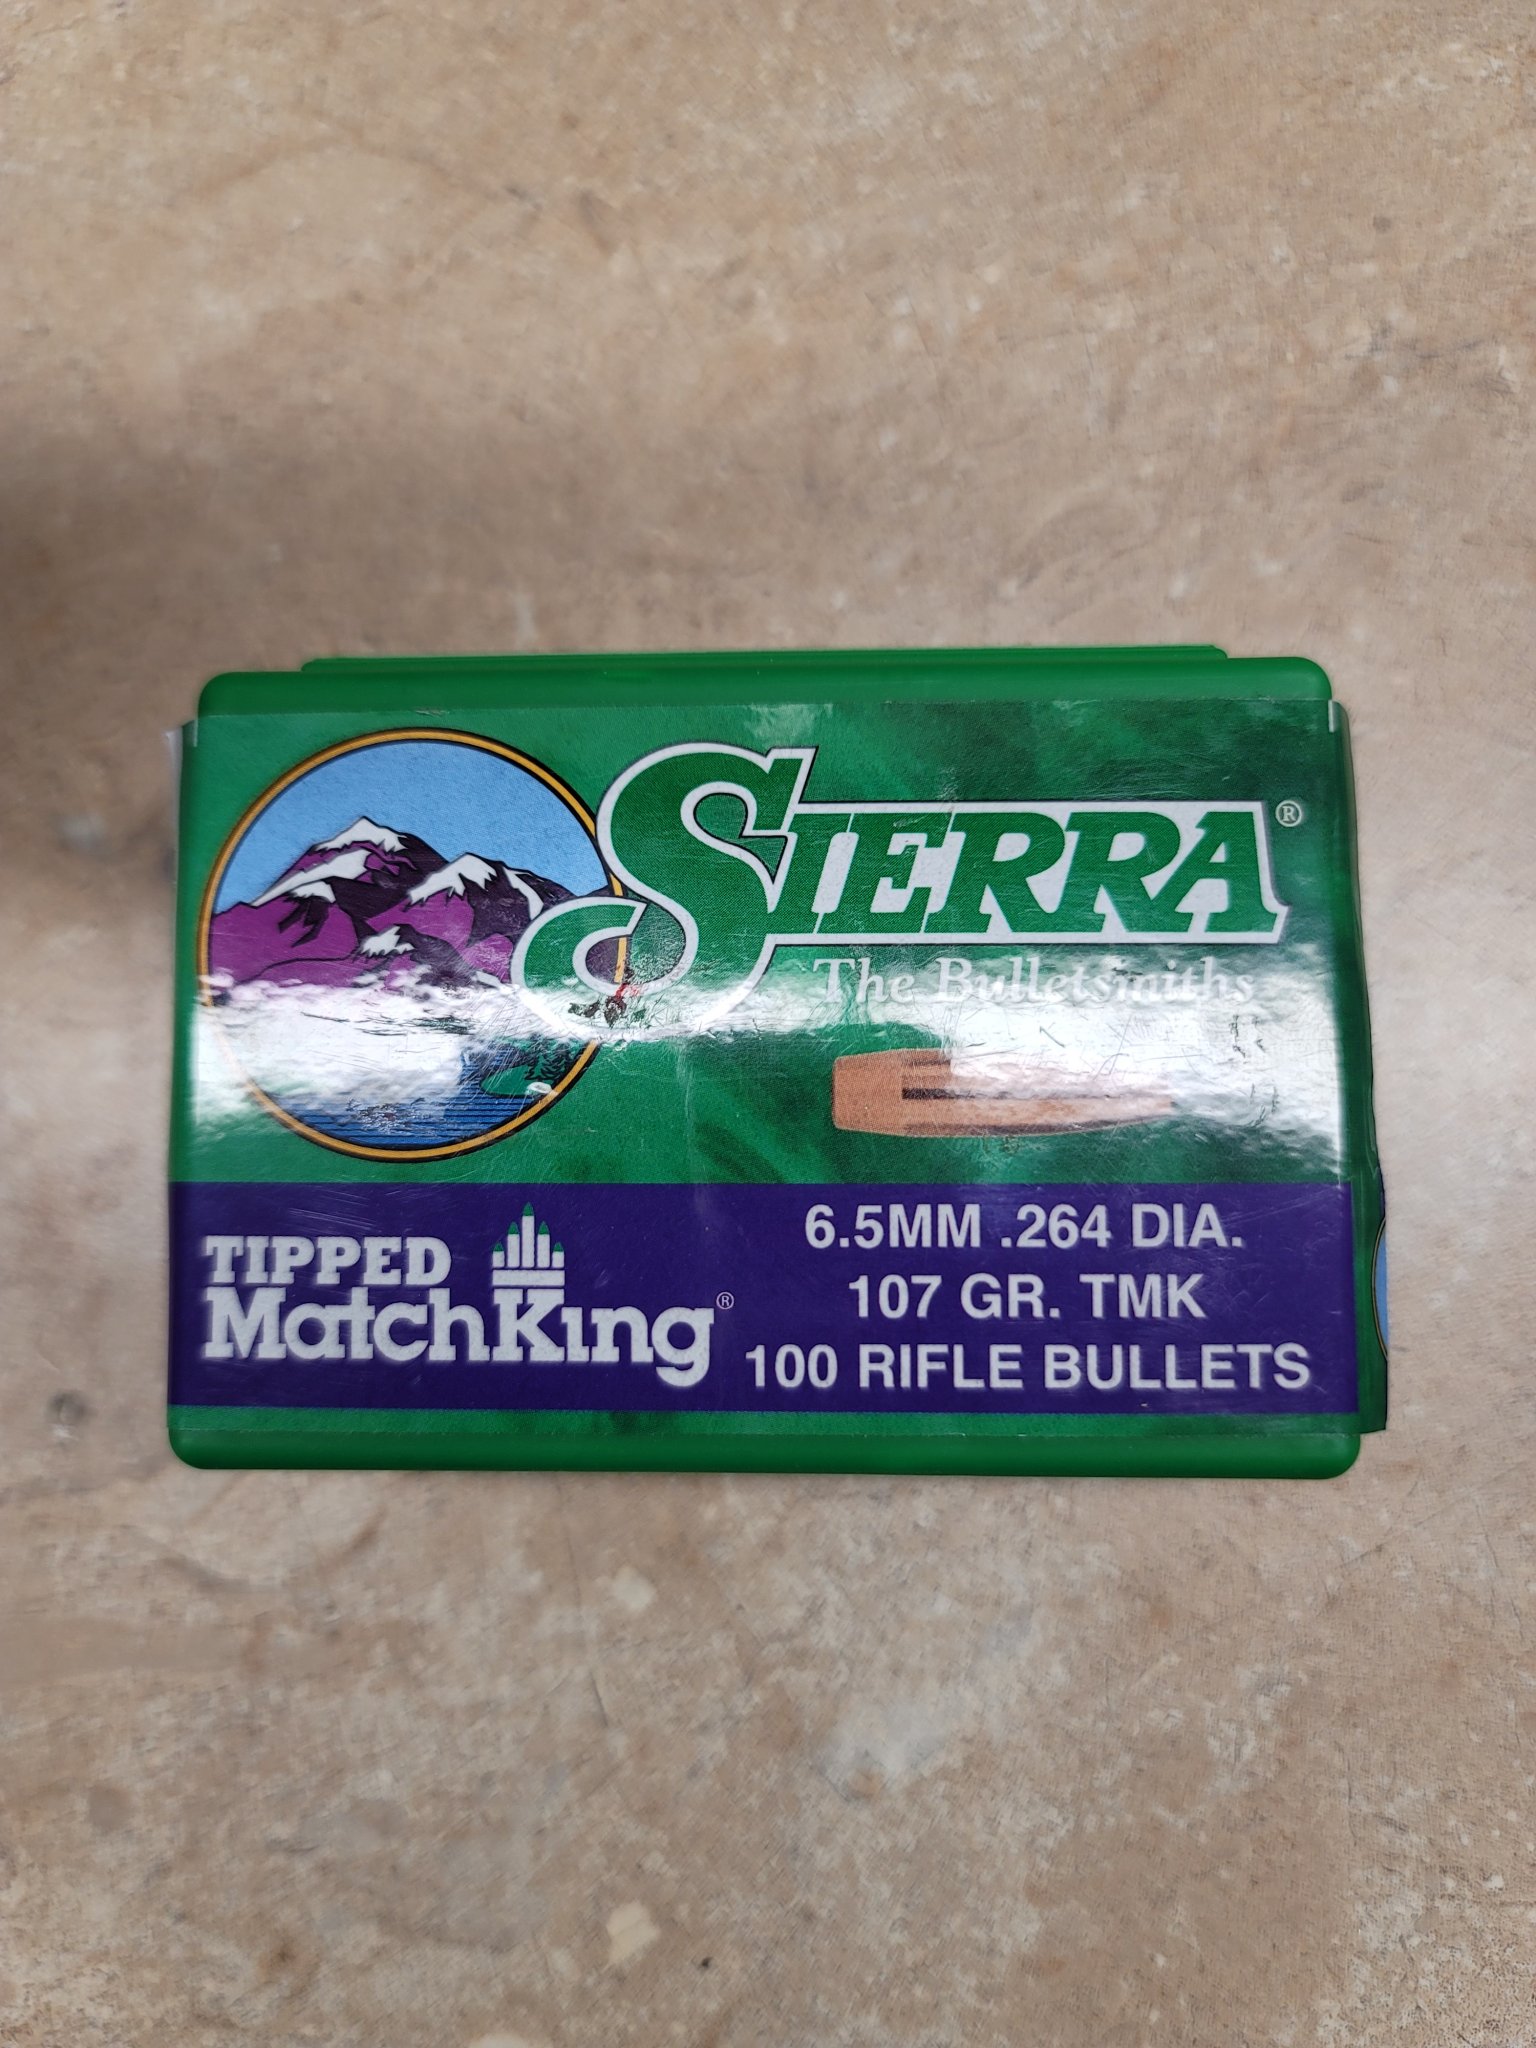 SIERRA®
The Bulletsmiths
TIPPED
MatchKing®
6.5MM .264 DIA.
107 GR. TMK
100 RIFLE BULLETS